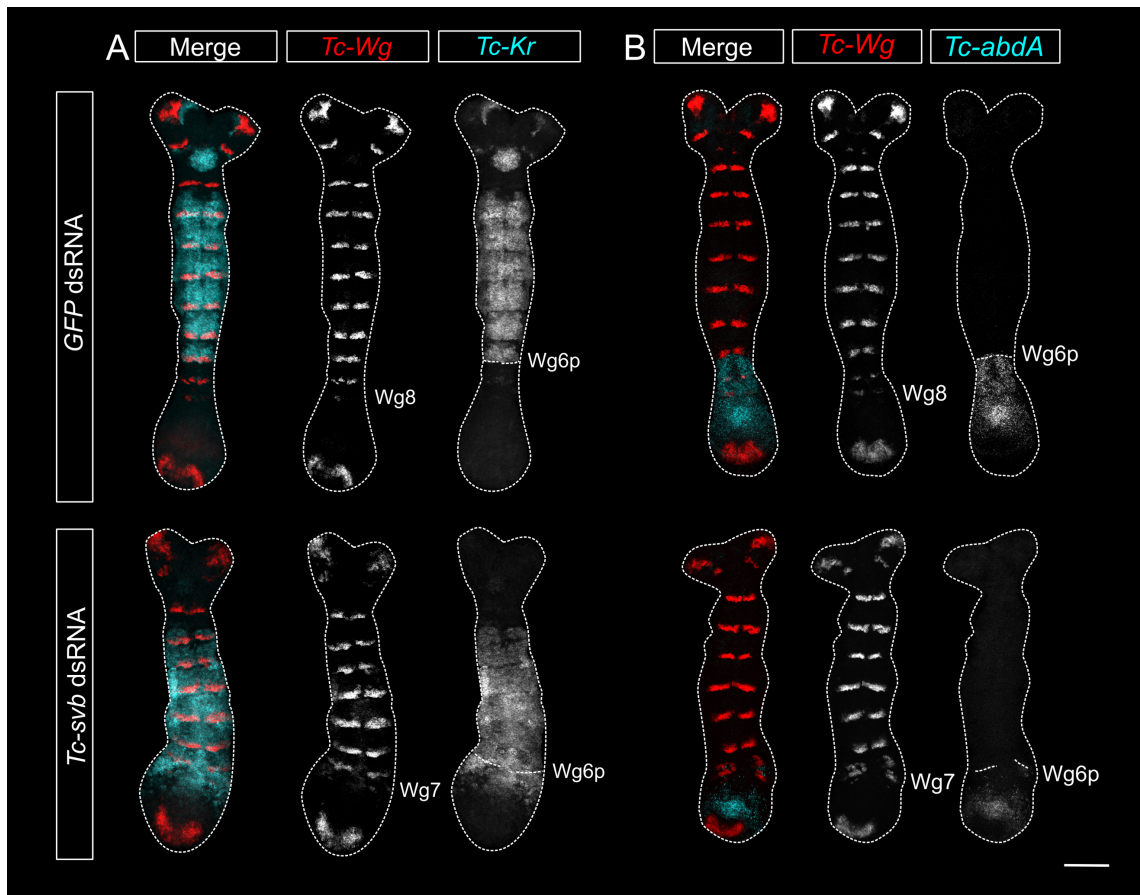 A
Merge
Tc-Wg
Tc-Kr
B
Merge
Tc-Wg
Tc-abdA
GFP dsRNA
Wg6p
Wg8
Wg6p
Wg8
Tc-svb dsRNA
Wg6p
Wg7
Wg6p
Wg7